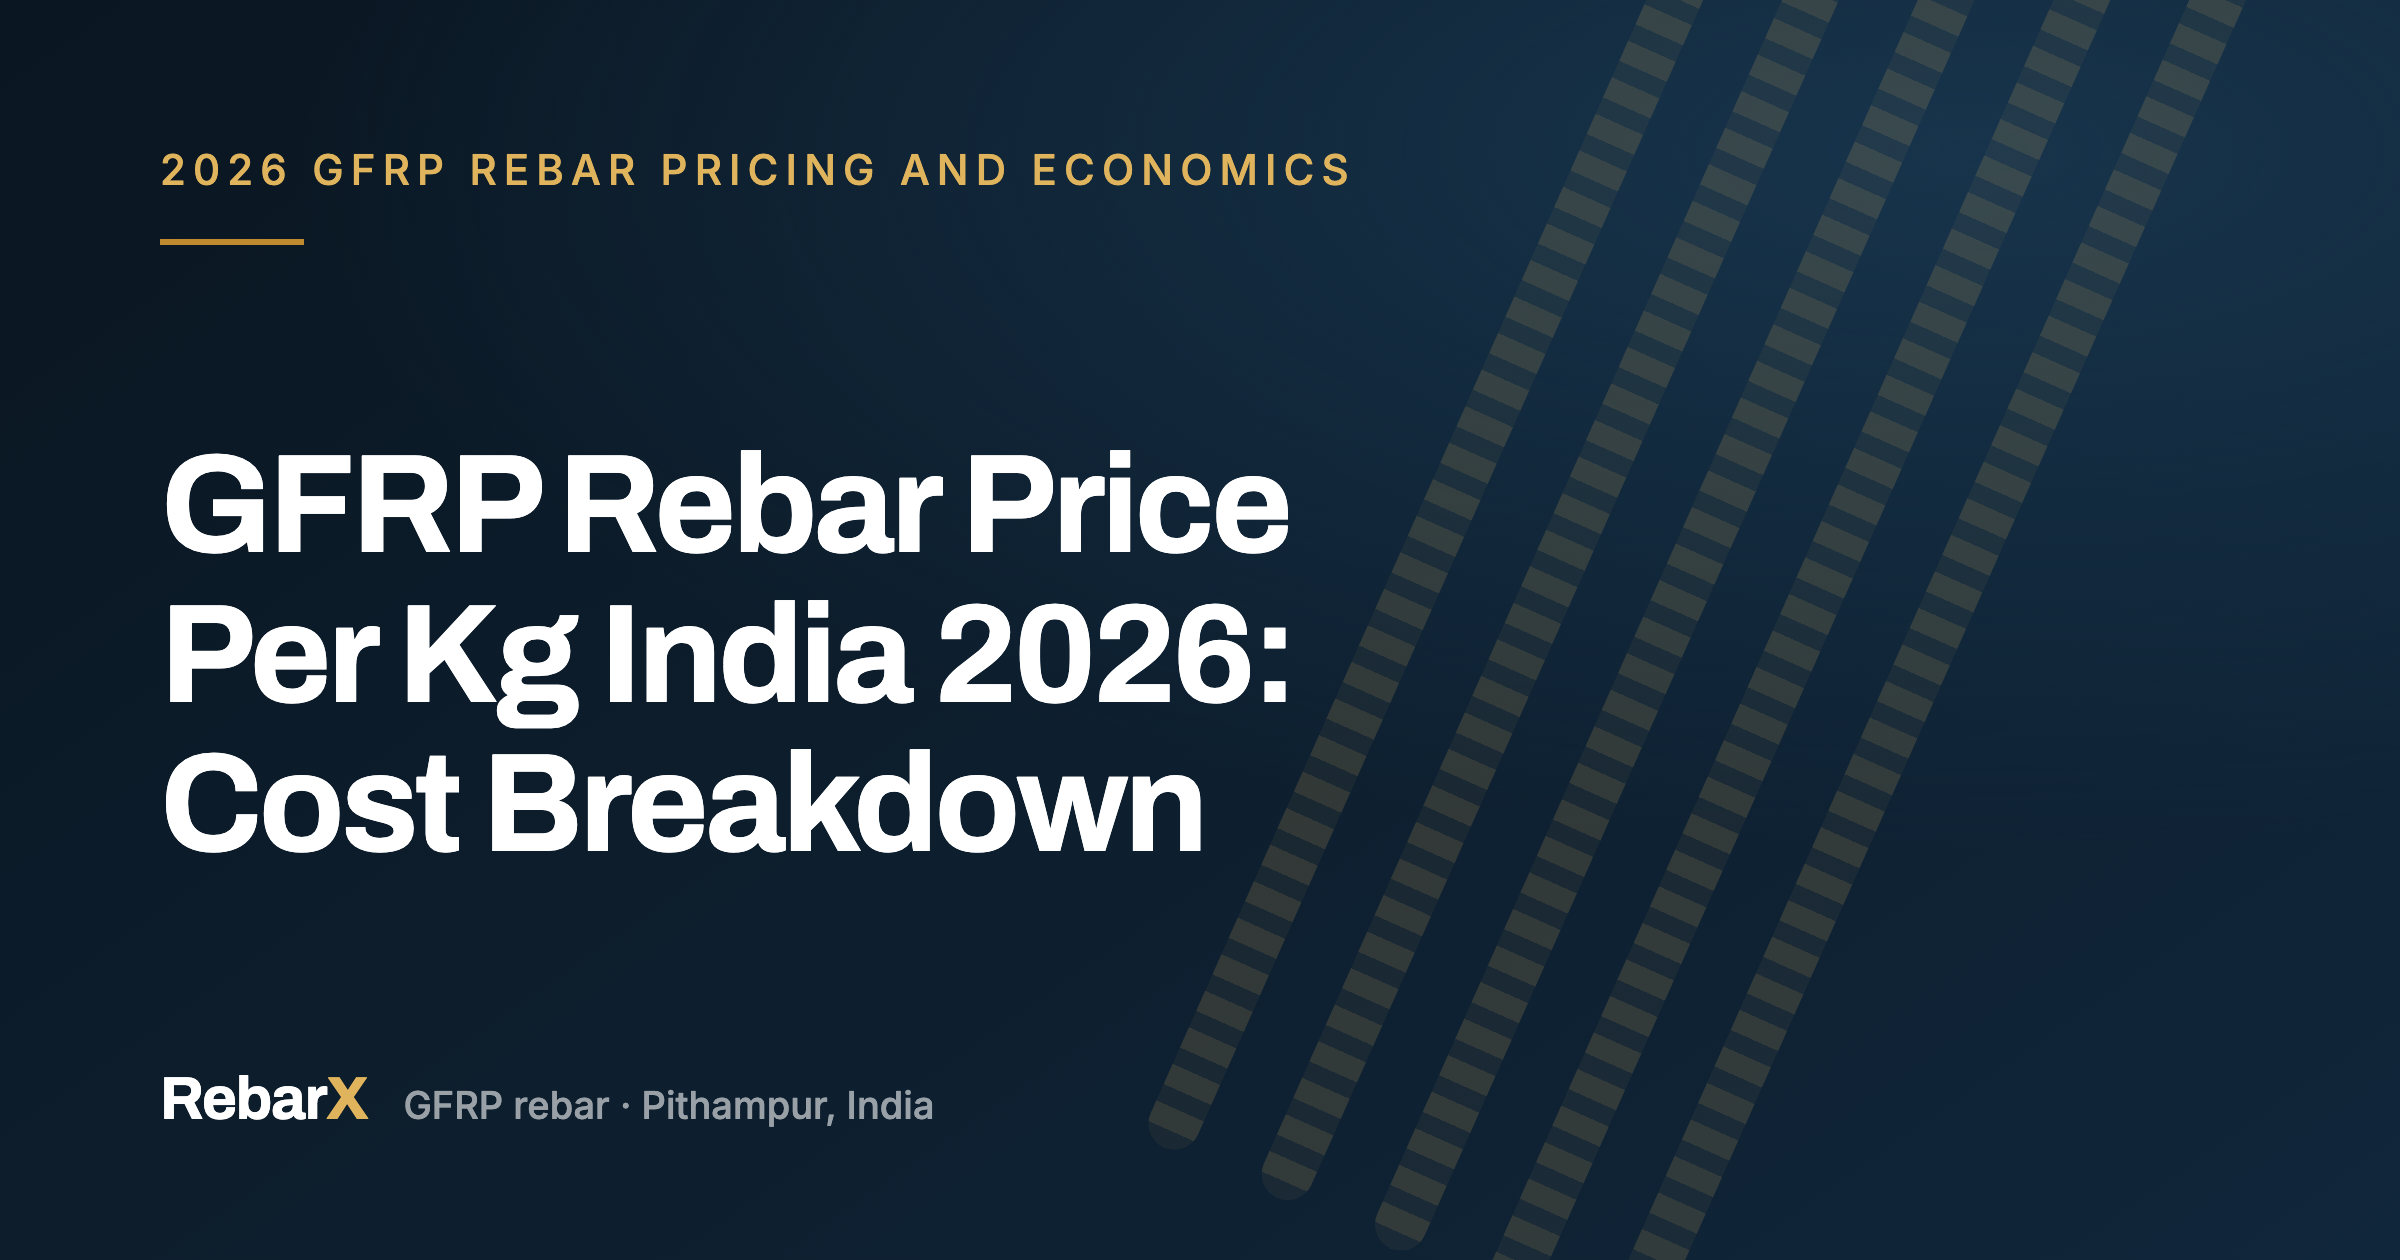 2026 GFRP REBAR PRICING AND ECONOMICS
GFRP Rebar Price
Per Kg India 2026:
Cost Breakdown
RebarX GFRP rebar · Pithampur, India